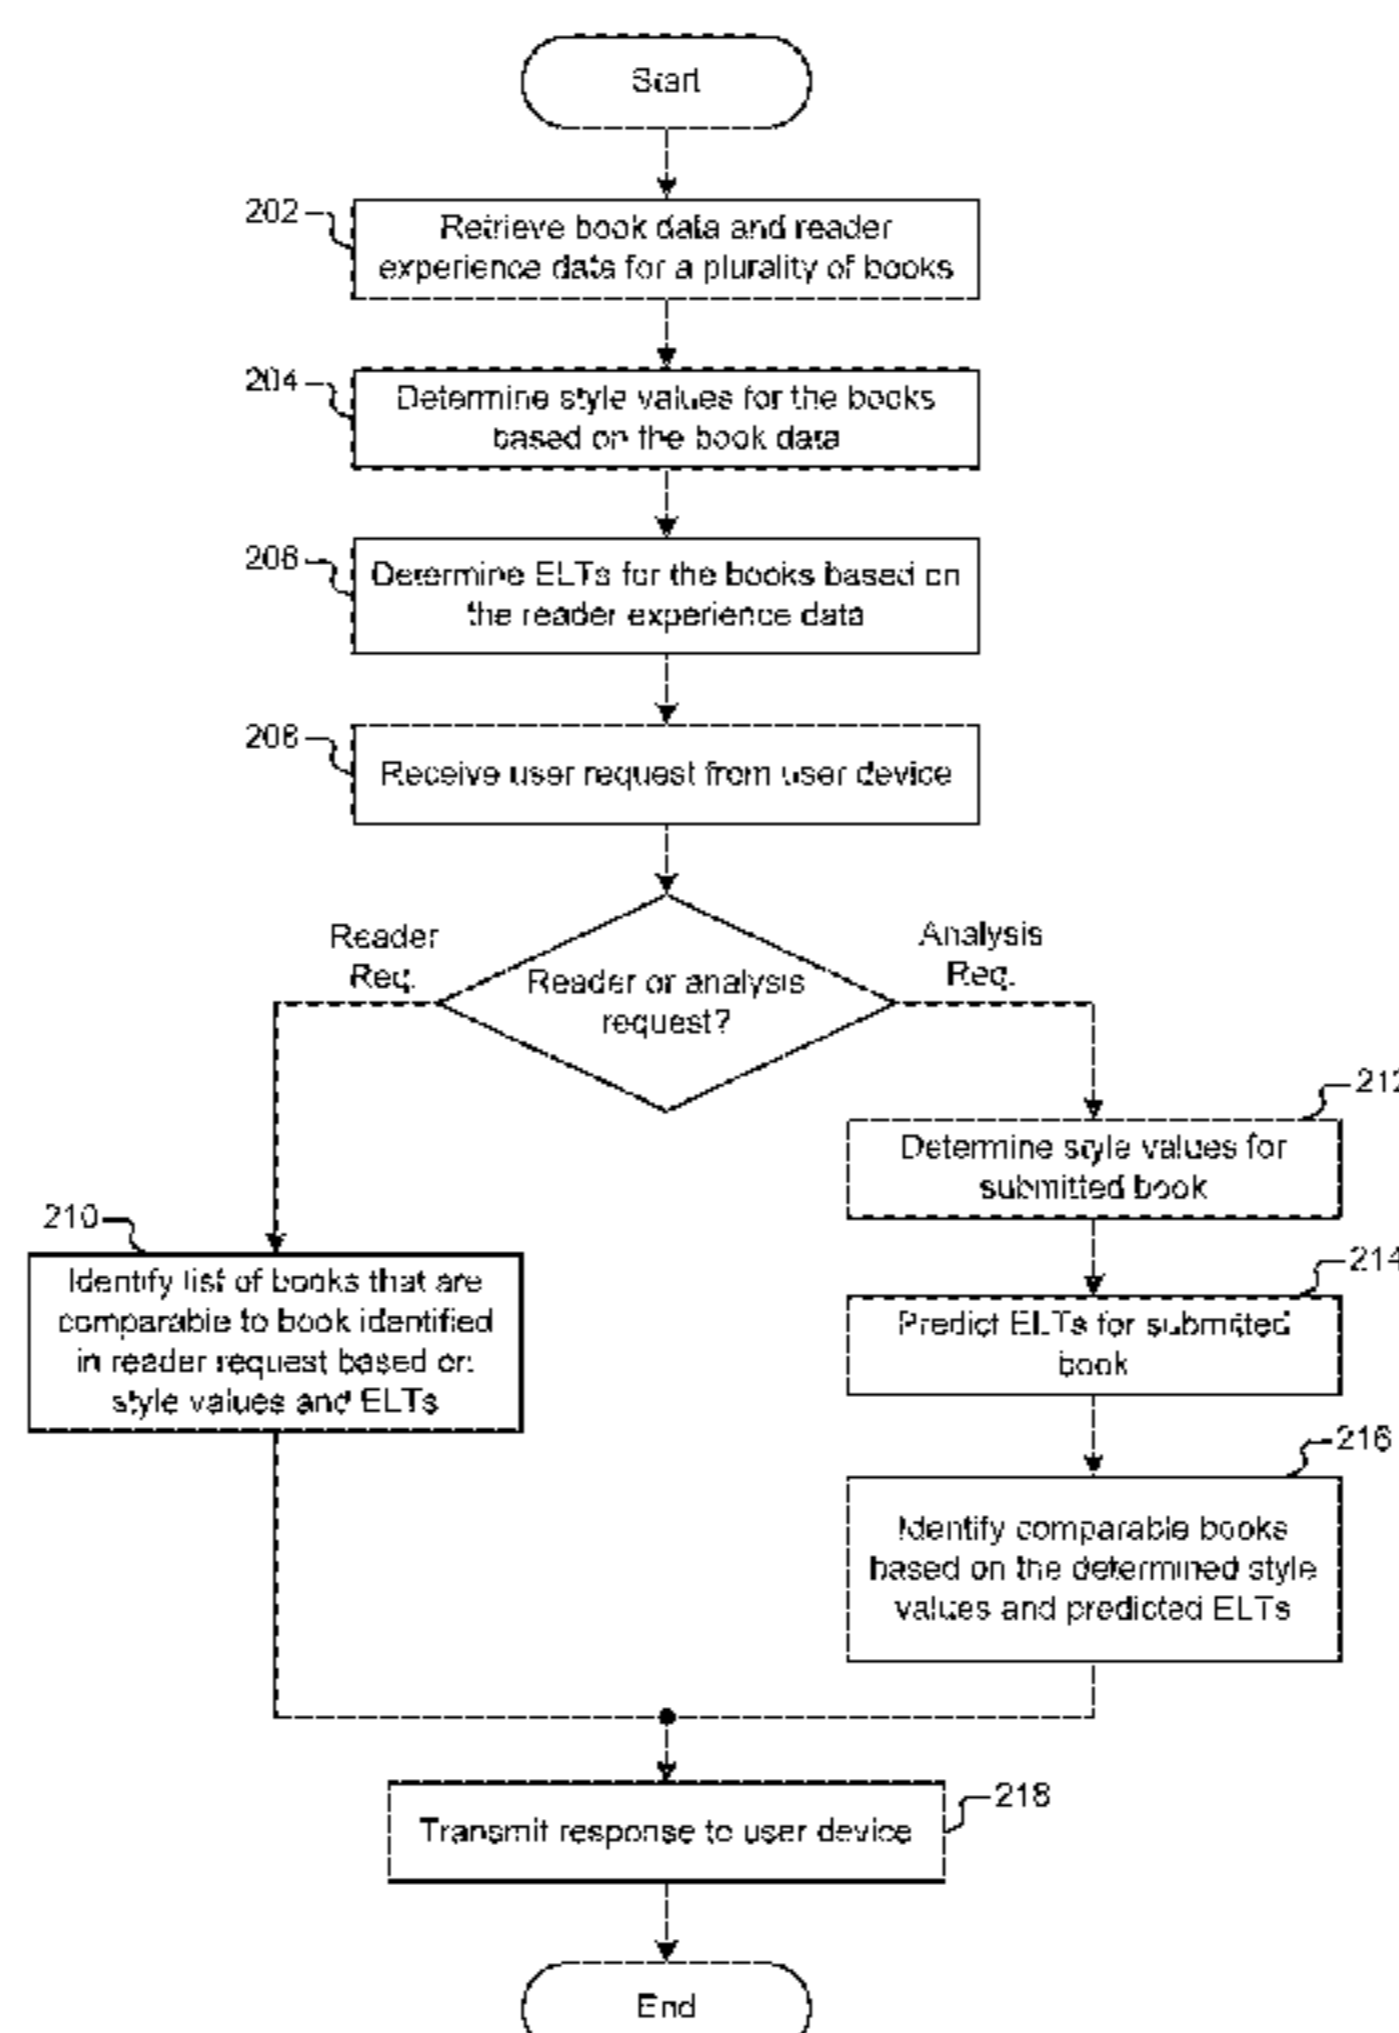 Start
202
Retrieve book data and reader
experience data for a plurality of books
204
Determine style values for the books
based on the book data
206
Determine ELTs for the books based on
the reader experience data
208
Receive user request from user device
Reader
Req.
Analysis
Req.
Reader or analysis
request?
212
Determine style values for
submitted book
210
Identify list of books that are
comparable to book identified
in reader request based on
style values and ELTs
214
Predict ELTs for submitted
book
216
Identify comparable books
based on the determined style
values and predicted ELTs
218
Transmit response to user device
End